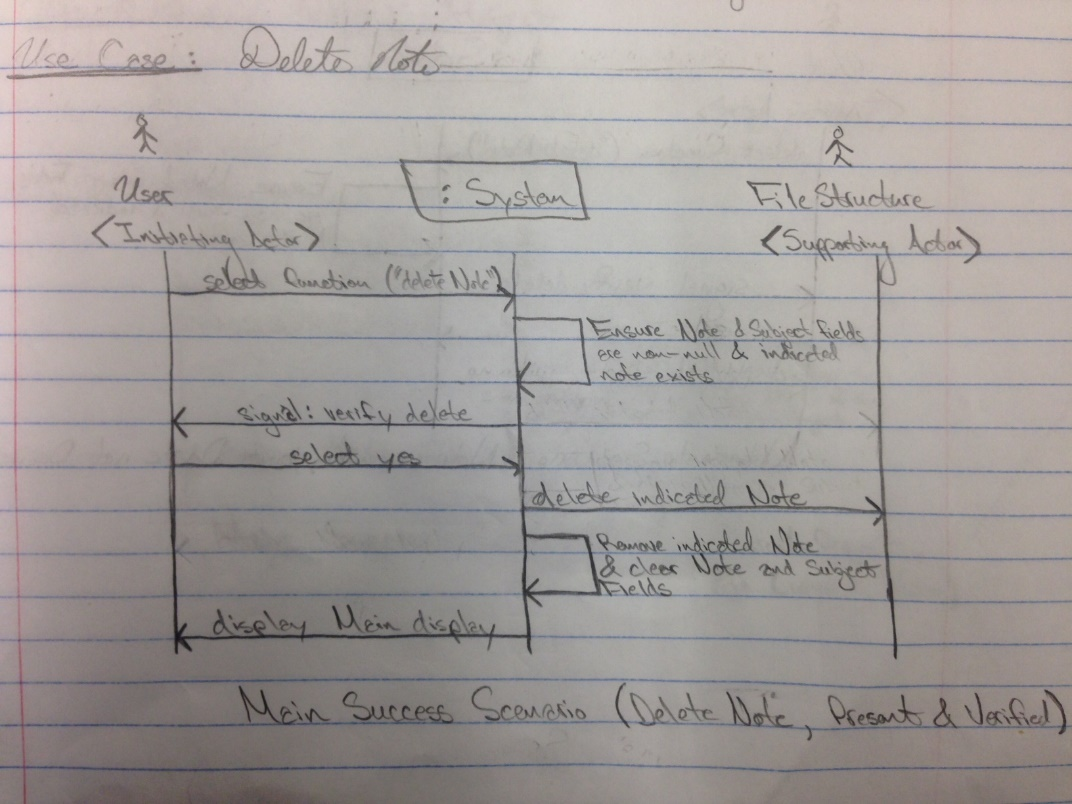 Use Case: Delete Note
User
: System
File Structure
<Initiating Actor>
<Supporting Actor>
select function ("delete Note")
Ensure Note & Subject fields
are non-null & indicated
note exists
signal: verify delete
select yes
delete indicated Note
Remove indicated Note
& clear Note and Subject
Fields
display Main display
Main Success Scenario (Delete Note, Present & Verified)